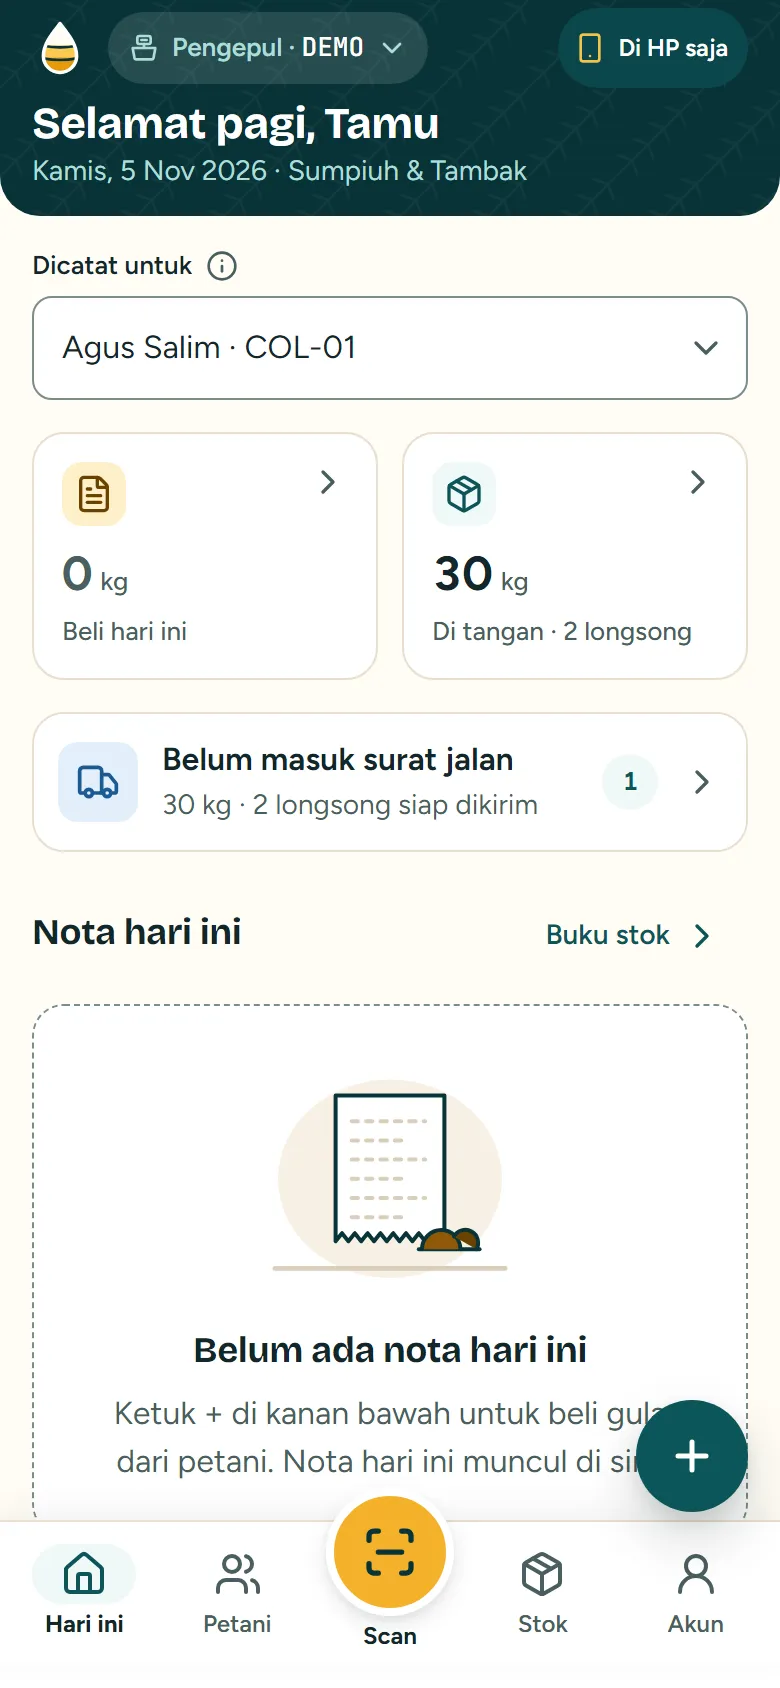 Pengepul · DEMO
Di HP saja
Selamat pagi, Tamu
Kamis, 5 Nov 2026 · Sumpiuh & Tambak
Dicatat untuk
Agus Salim · COL-01
0 kg
Beli hari ini
30 kg
Di tangan · 2 longsong
Belum masuk surat jalan
30 kg · 2 longsong siap dikirim
1
Nota hari ini
Buku stok
Belum ada nota hari ini
Ketuk + di kanan bawah untuk beli gula
dari petani. Nota hari ini muncul di
Hari ini
Petani
Scan
Stok
Akun